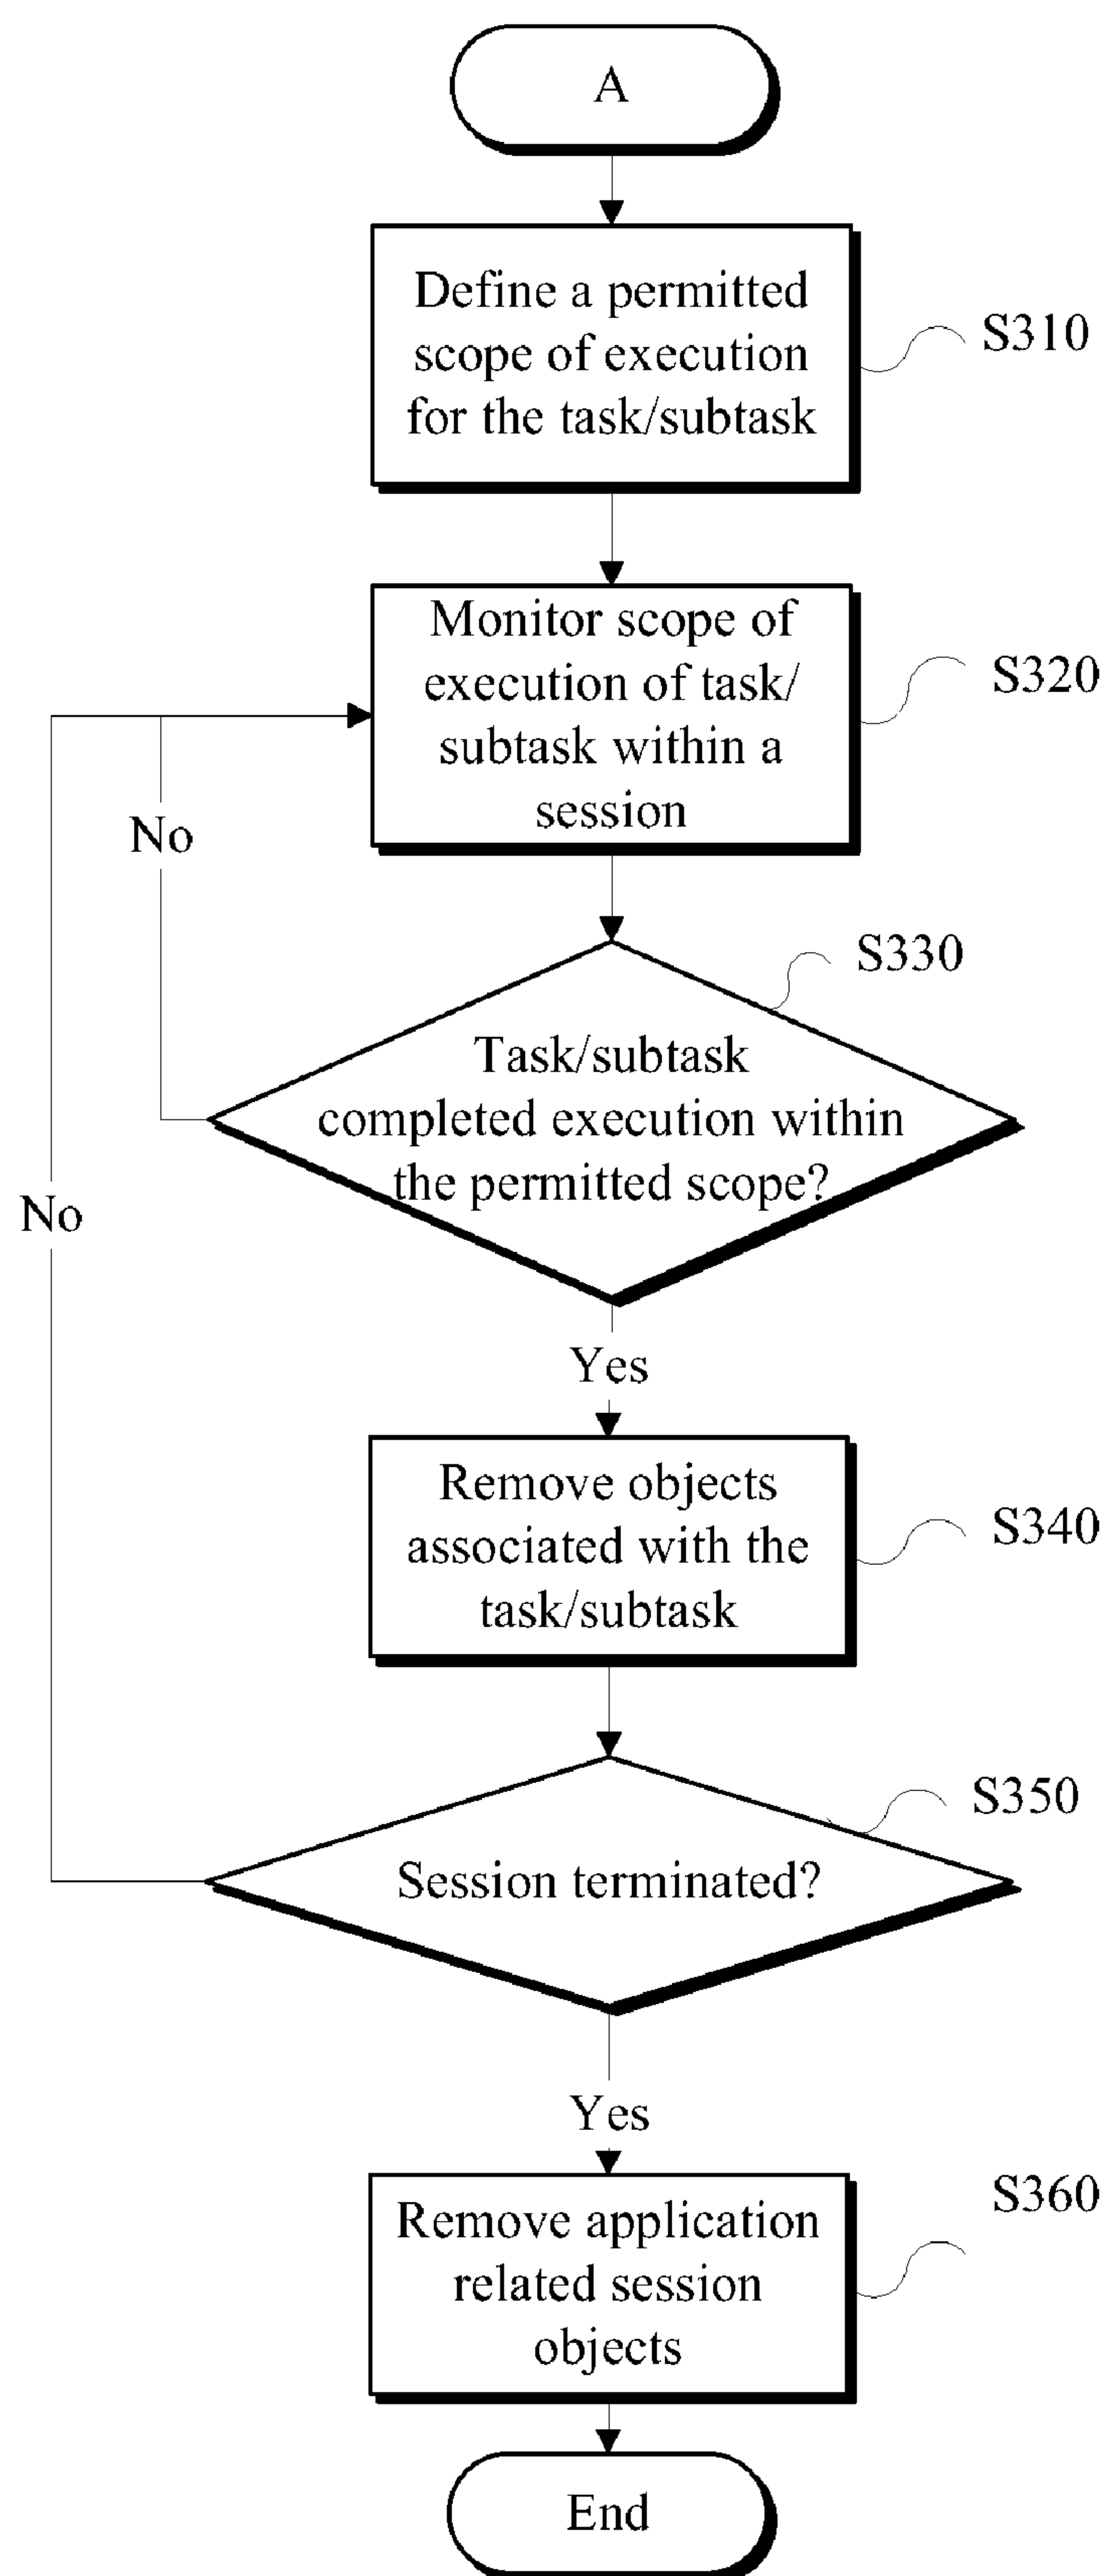 A
Define a permitted
scope of execution
for the task/subtask
S310
Monitor scope of
execution of task/
subtask within a
session
S320
No
S330
Task/subtask
completed execution within
the permitted scope?
No
Yes
Remove objects
associated with the
task/subtask
S340
S350
Session terminated?
Yes
Remove application
related session
objects
S360
End